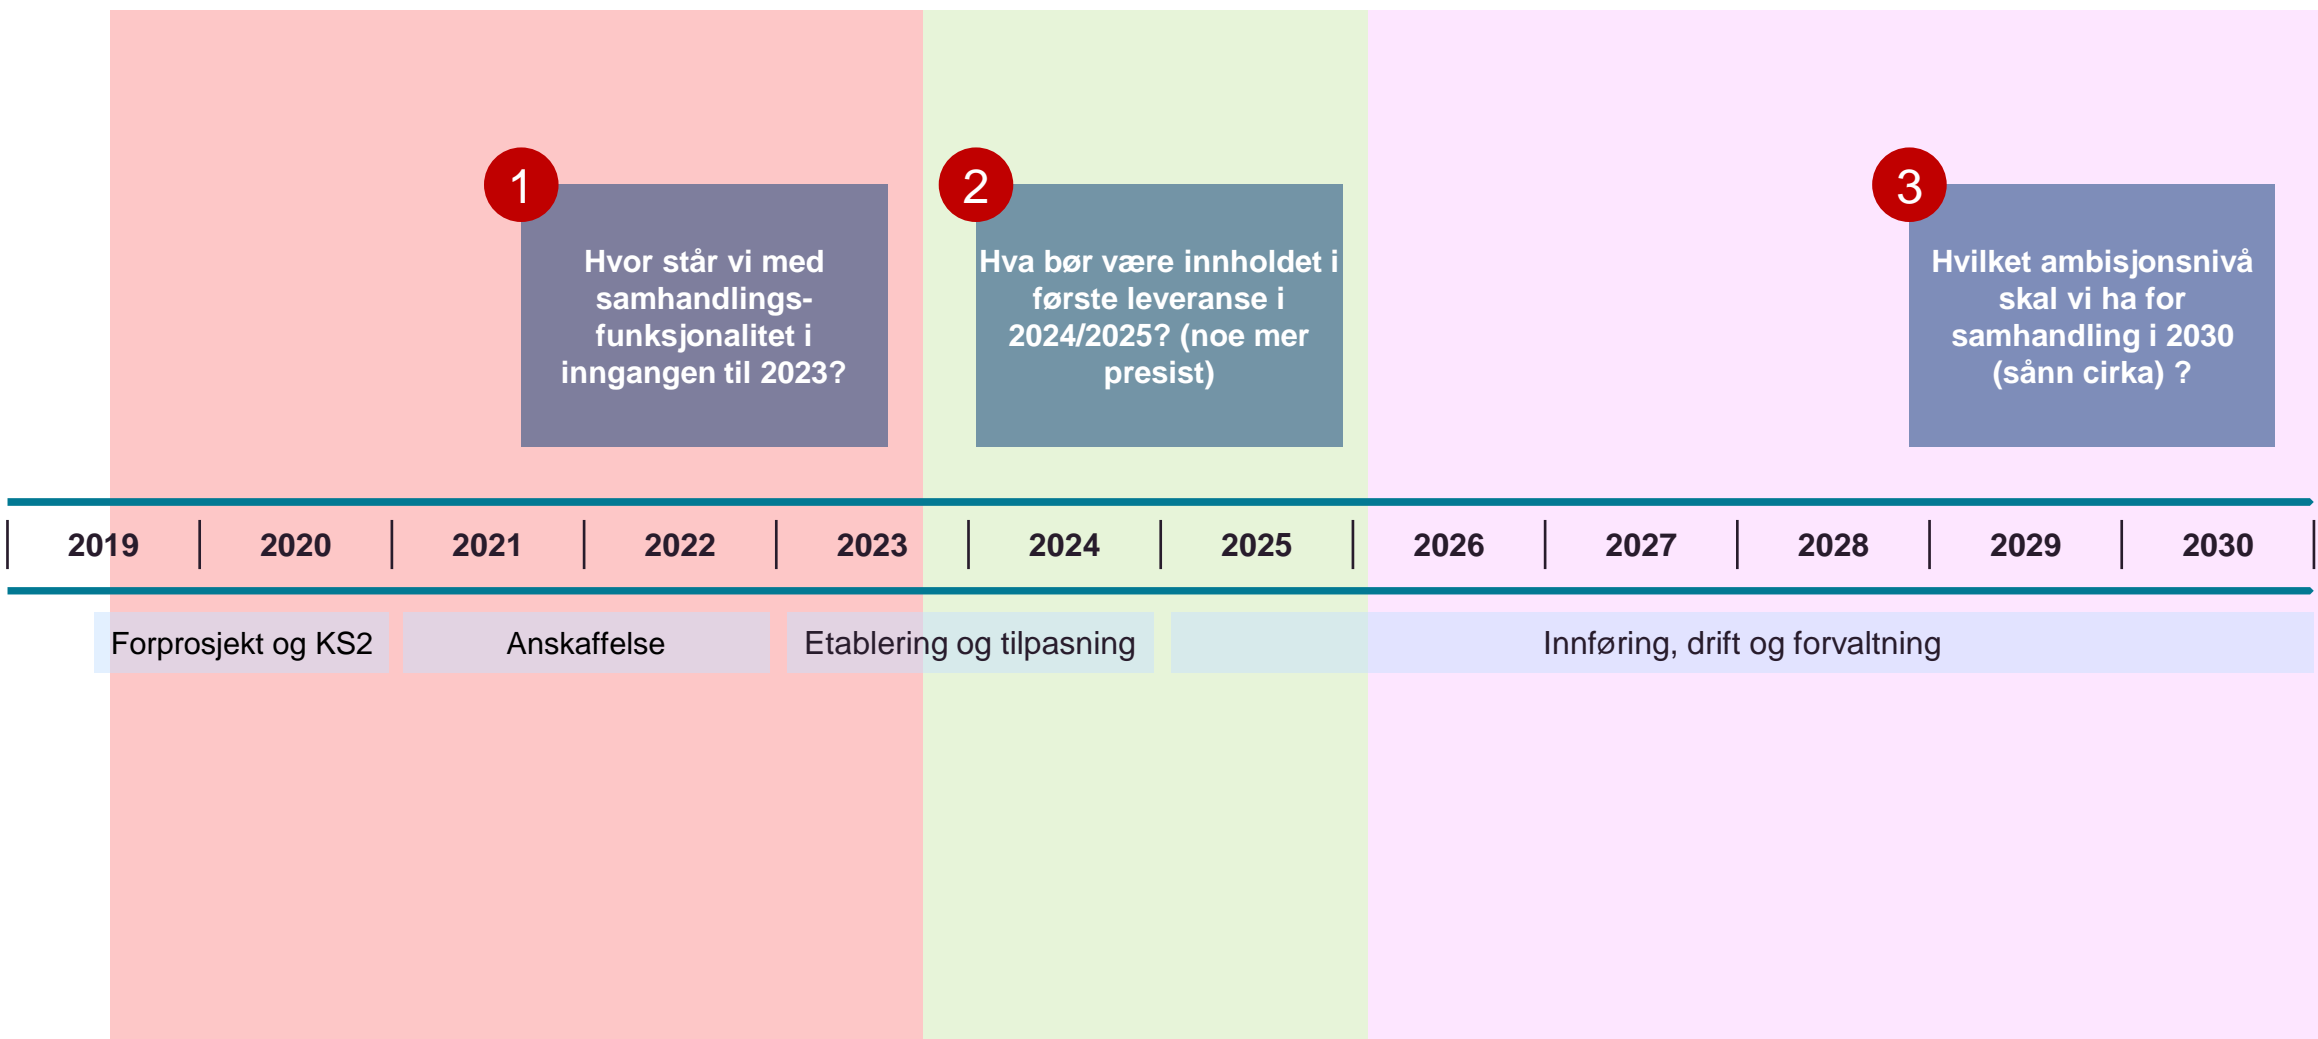 1
Hvor står vi med
samhandlings-
funksjonalitet i
inngangen til 2023?
2
Hva bør være innholdet i
første leveranse i
2024/2025? (noe mer
presist)
3
Hvilket ambisjonsnivå
skal vi ha for
samhandling i 2030
(sånn cirka) ?
2019 2020 2021 2022 2023 2024 2025 2026 2027 2028 2029 2030
Forprosjekt og KS2 Anskaffelse Etablering og tilpasning Innføring, drift og forvaltning